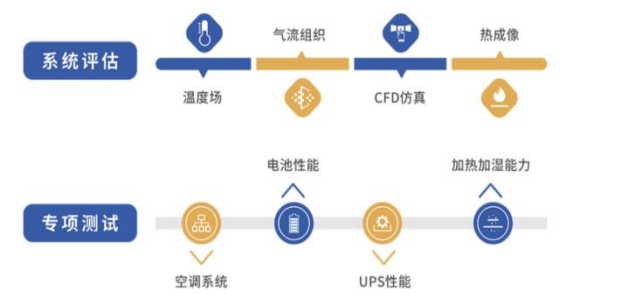 系统评估
气流组织
热成像
温度场
CFD仿真
专项测试
电池性能
加热加湿能力
空调系统
UPS性能